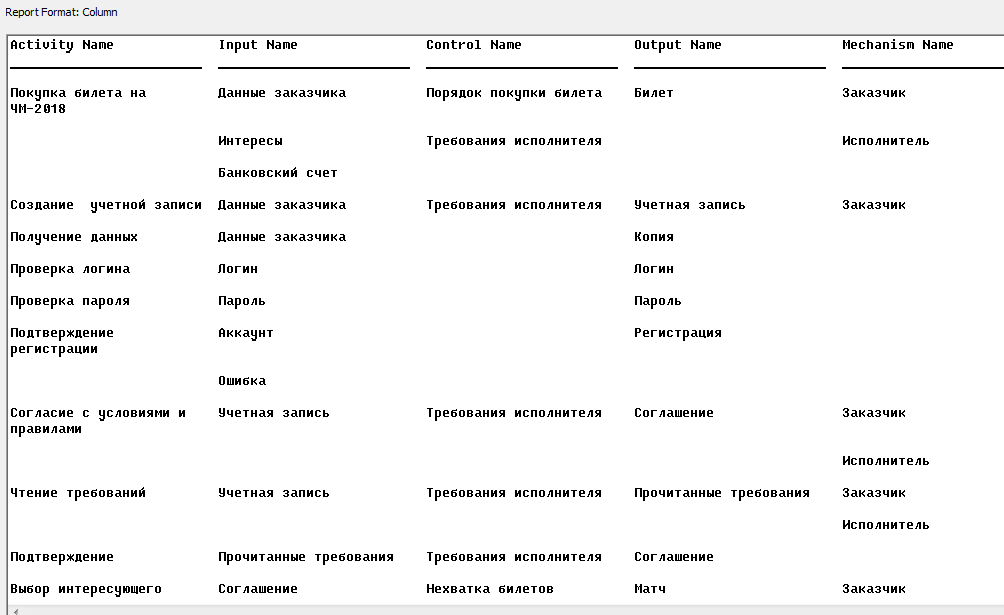 Report Format: Column
Activity Name Input Name Control Name Output Name Mechanism Name
Покупка билета на Данные заказчика Порядок покупки билета Билет Заказчик
ЧМ-2018
Интересы Требования исполнителя Исполнитель
Банковский счет
Создание учетной записи Данные заказчика Требования исполнителя Учетная запись Заказчик
Получение данных Данные заказчика Копия
Проверка логина Логин Логин
Проверка пароля Пароль Пароль
Подтверждение Аккаунт Регистрация
регистрации
Ошибка
Согласие с условиями и Учетная запись Требования исполнителя Соглашение Заказчик
правилами
Исполнитель
Чтение требований Учетная запись Требования исполнителя Прочитанные требования Заказчик
Исполнитель
Подтверждение Прочитанные требования Требования исполнителя Соглашение
Выбор интересующего Соглашение Нехватка билетов Матч Заказчик